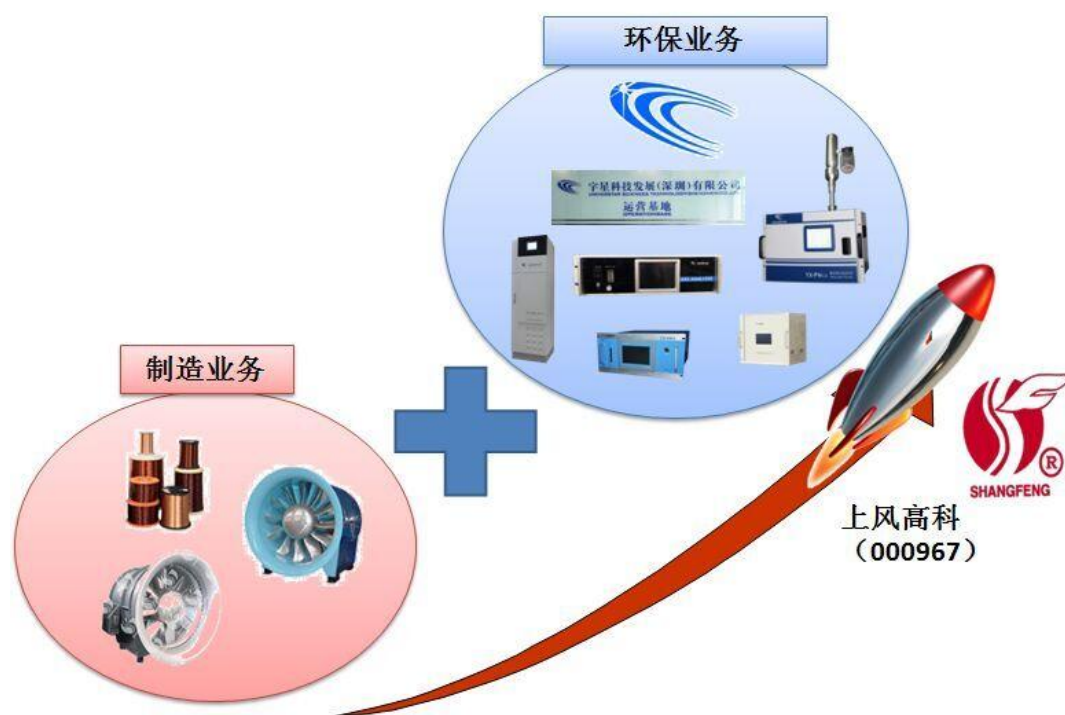 环保业务
宇星科技发展(深圳)有限公司
运营基地
OPERATIONBASE
制造业务
®
SHANGFENG
上风高科
（000967）